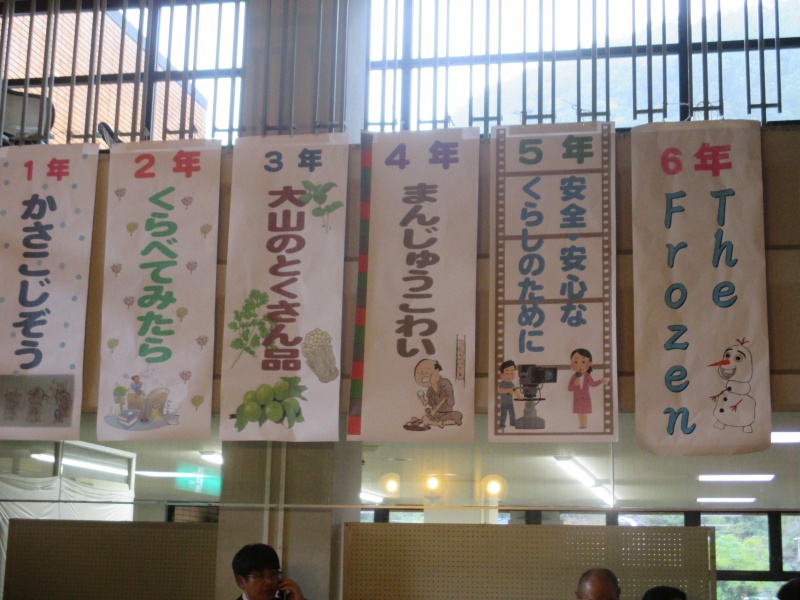 1年
かさこじぞう
2年
くらべてみたら
3年
大山のとくさん品
4年
まんじゅうこわい
5年
安全・安心な
くらしのために
6年
The
Frozen